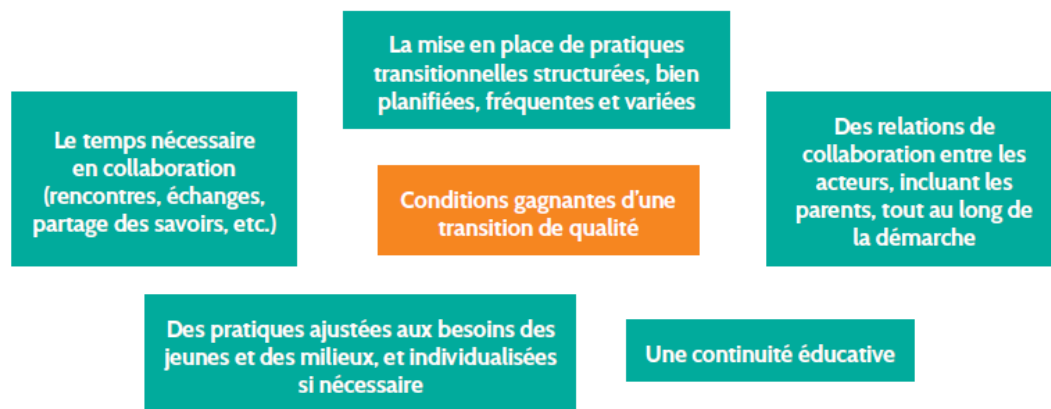 La mise en place de pratiques
transitionnelles structurées, bien
planifiées, fréquentes et variées
Le temps nécessaire
en collaboration
(rencontres, échanges,
partage des savoirs, etc.)
Conditions gagnantes d'une
transition de qualité
Des relations de
collaboration entre les
acteurs, incluant les
parents, tout au long de
la démarche
Des pratiques ajustées aux besoins des
jeunes et des milieux, et individualisées
si nécessaire
Une continuité éducative